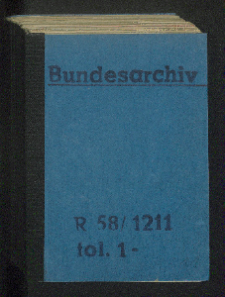 Bundesarchiv
R 58/1211
fol. 1-